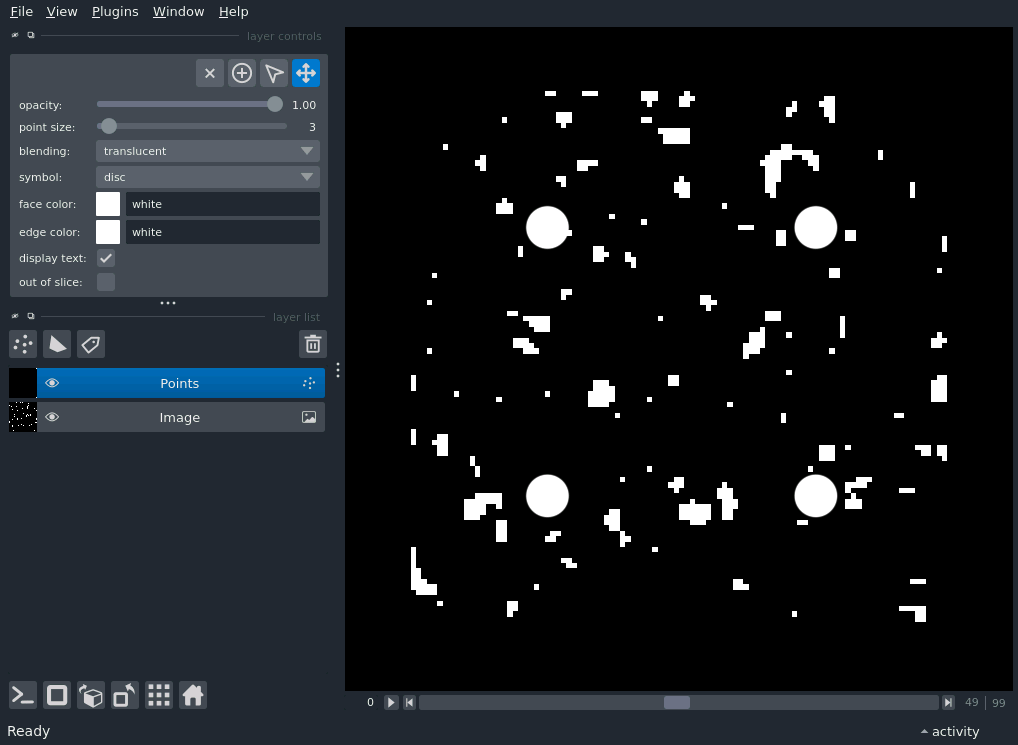 File View Plugins Window Help
layer controls
opacity: 1.00
point size: 3
blending: translucent
symbol: disc
face color: white
edge color: white
display text:
out of slice:
layer list
Points
Image
0 49 | 99
Ready activity